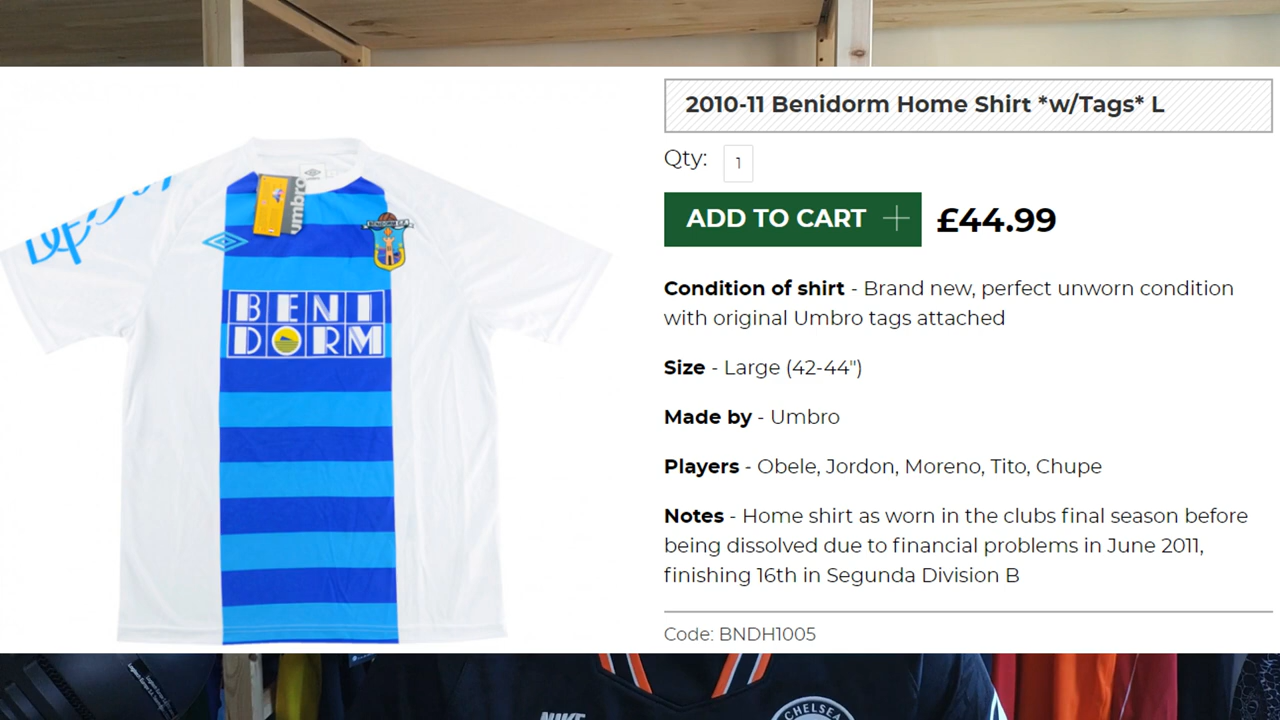 2010-11 Benidorm Home Shirt *w/Tags* L
Qty: 1
ADD TO CART + £44.99
Condition of shirt - Brand new, perfect unworn condition
with original Umbro tags attached
Size - Large (42-44")
Made by - Umbro
Players - Obele, Jordon, Moreno, Tito, Chupe
Notes - Home shirt as worn in the clubs final season before
being dissolved due to financial problems in June 2011,
finishing 16th in Segunda Division B
Code: BNDH1005
umbro
BENI
DORM
NIKE
CHELSEA